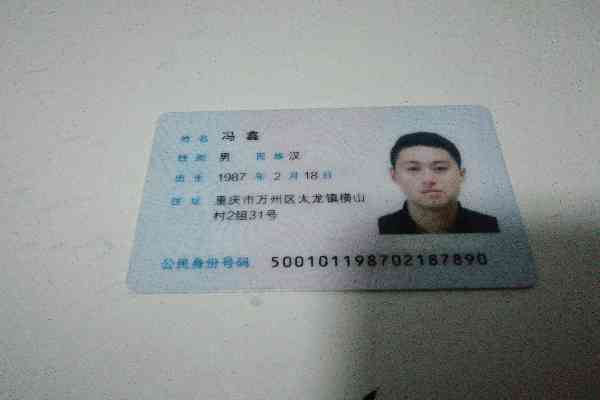 姓名 冯鑫
性别 男 民族 汉
出生 1987 年 2 月 18 日
住址 重庆市万州区太龙镇横山
村2组31号
公民身份号码 500101198702187890